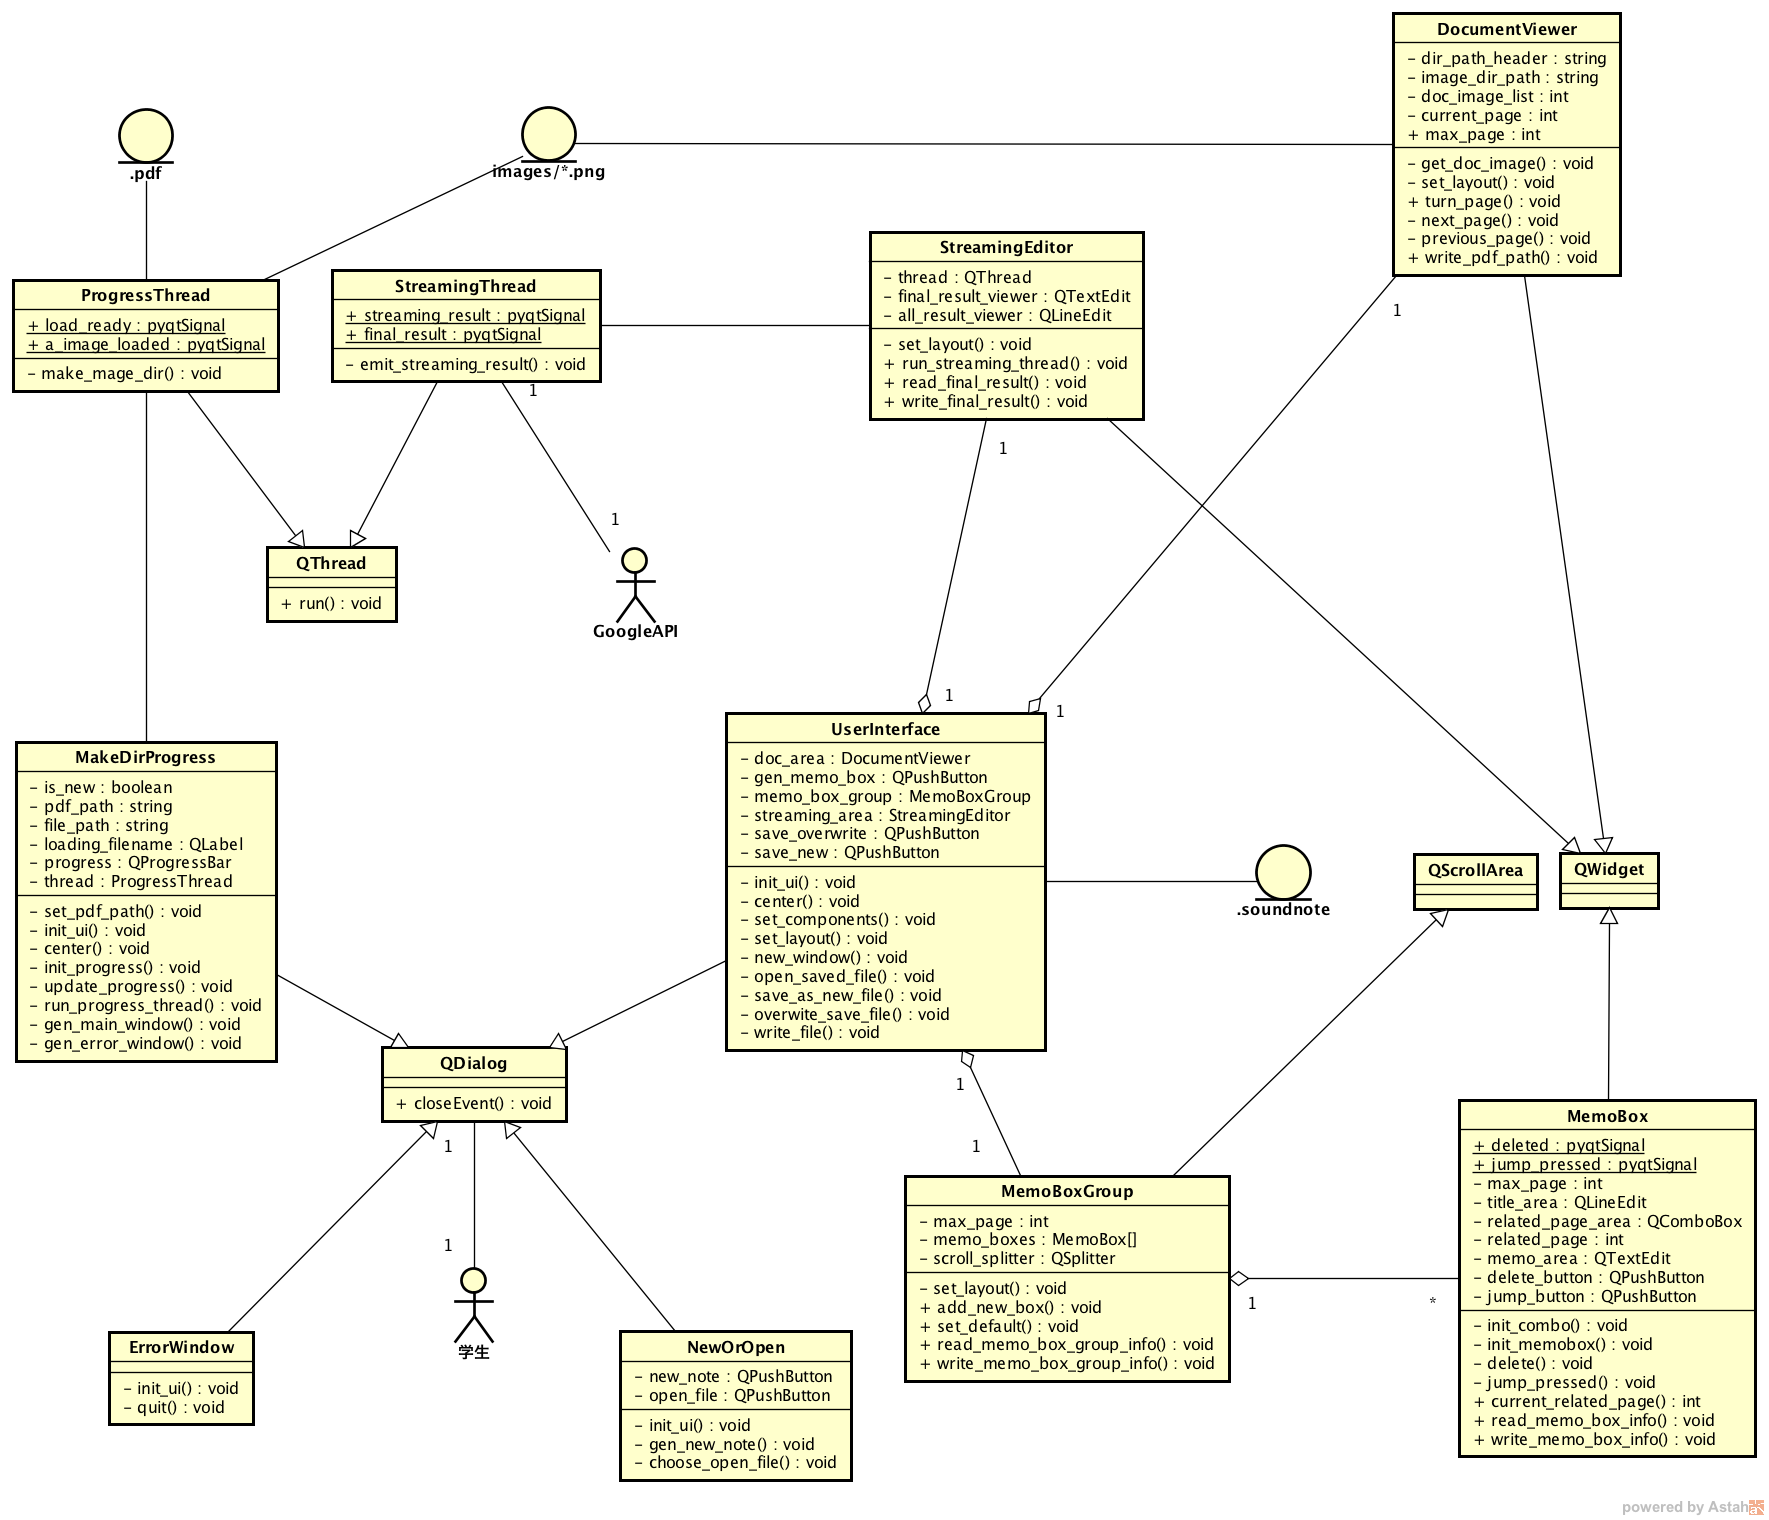 DocumentViewer
- dir_path_header : string
- image_dir_path : string
- doc_image_list : int
- current_page : int
+ max_page : int
- get_doc_image() : void
- set_layout() : void
+ turn_page() : void
- next_page() : void
- previous_page() : void
+ write_pdf_path() : void
.pdf
images/*.png
StreamingEditor
- thread : QThread
- final_result_viewer : QTextEdit
- all_result_viewer : QLineEdit
- set_layout() : void
+ run_streaming_thread() : void
+ read_final_result() : void
+ write_final_result() : void
ProgressThread
+ load_ready : pyqtSignal
+ a_image_loaded : pyqtSignal
- make_mage_dir() : void
StreamingThread
+ streaming_result : pyqtSignal
+ final_result : pyqtSignal
- emit_streaming_result() : void
1
1
1
1
QThread
+ run() : void
GoogleAPI
1
1
UserInterface
- doc_area : DocumentViewer
- gen_memo_box : QPushButton
- memo_box_group : MemoBoxGroup
- streaming_area : StreamingEditor
- save_overwrite : QPushButton
- save_new : QPushButton
- init_ui() : void
- center() : void
- set_components() : void
- set_layout() : void
- new_window() : void
- open_saved_file() : void
- save_as_new_file() : void
- overwite_save_file() : void
- write_file() : void
MakeDirProgress
- is_new : boolean
- pdf_path : string
- file_path : string
- loading_filename : QLabel
- progress : QProgressBar
- thread : ProgressThread
- set_pdf_path() : void
- init_ui() : void
- center() : void
- init_progress() : void
- update_progress() : void
- run_progress_thread() : void
- gen_main_window() : void
- gen_error_window() : void
.soundnote
QScrollArea
QWidget
QDialog
+ closeEvent() : void
1
1
1
1
MemoBox
+ deleted : pyqtSignal
+ jump_pressed : pyqtSignal
- max_page : int
- title_area : QLineEdit
- related_page_area : QComboBox
- related_page : int
- memo_area : QTextEdit
- delete_button : QPushButton
- jump_button : QPushButton
- init_combo() : void
- init_memobox() : void
- delete() : void
- jump_pressed() : void
+ current_related_page() : int
+ read_memo_box_info() : void
+ write_memo_box_info() : void
MemoBoxGroup
- max_page : int
- memo_boxes : MemoBox[]
- scroll_splitter : QSplitter
- set_layout() : void
+ add_new_box() : void
+ set_default() : void
+ read_memo_box_group_info() : void
+ write_memo_box_group_info() : void
1
*
学生
ErrorWindow
- init_ui() : void
- quit() : void
NewOrOpen
- new_note : QPushButton
- open_file : QPushButton
- init_ui() : void
- gen_new_note() : void
- choose_open_file() : void
powered by Astah